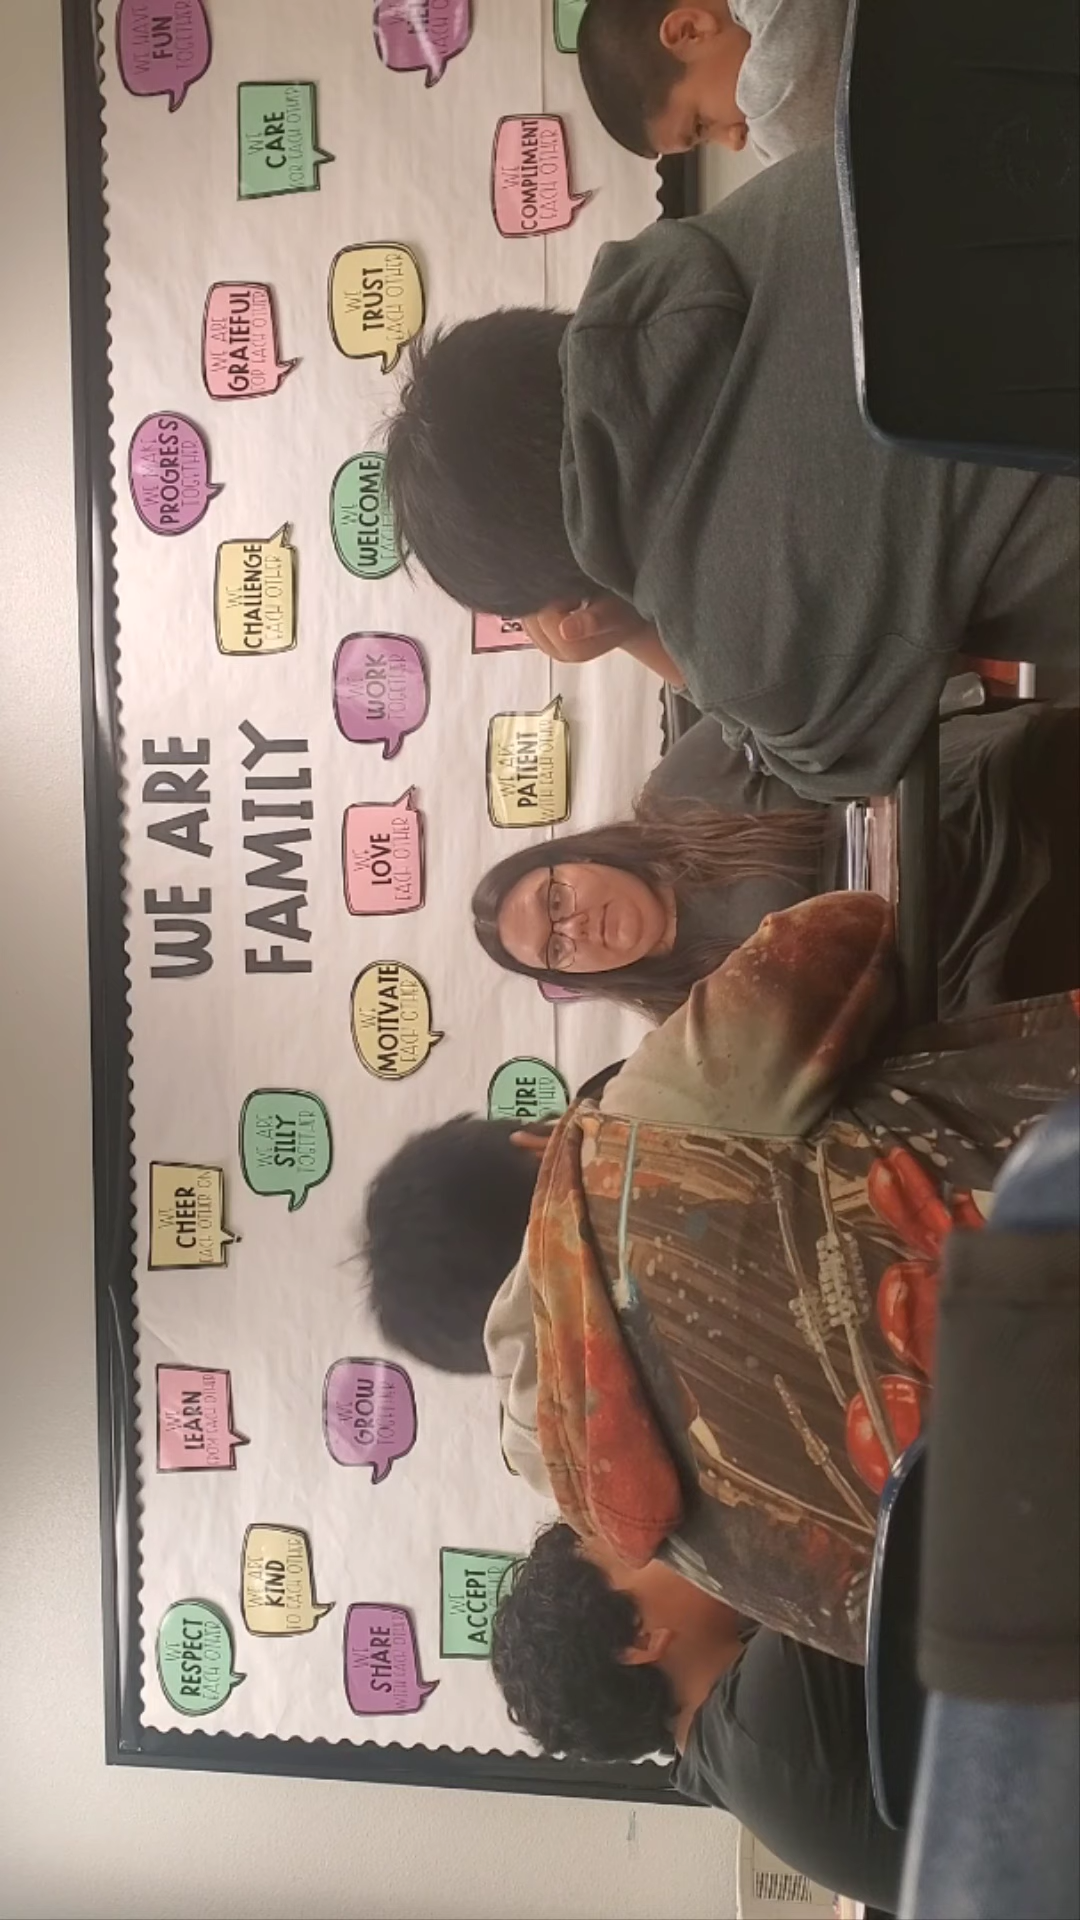 WE ARE
FAMILY
WE
RESPECT
EACH OTHER
WE
LEARN
FROM EACH OTHER
WE
CHEER
EACH OTHER ON
WE MAKE
PROGRESS
TOGETHER
WE HAVE
FUN
TOGETHER
WE ARE
KIND
TO EACH OTHER
WE ARE
SILLY
TOGETHER
WE
CHALLENGE
EACH OTHER
WE ARE
GRATEFUL
FOR EACH OTHER
WE
CARE
FOR EACH OTHER
WE
SHARE
WITH EACH OTHER
WE
GROW
TOGETHER
WE
MOTIVATE
EACH OTHER
WE
LOVE
EACH OTHER
WE
WORK
TOGETHER
WE
WELCOME
WE
TRUST
EACH OTHER
WE
ACCEPT
WE ARE
PATIENT
WITH EACH OTHER
WE
COMPLIMENT
EACH OTHER